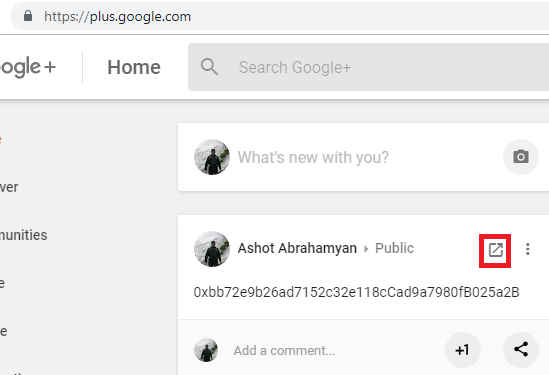 https://plus.google.com
oogle+ Home Search Google+
What's new with you?
ver
Ashot Abrahamyan Public
munities
0xbb72e9b26ad7152c32e118cCad9a7980fB025a2B
e
Add a comment... +1